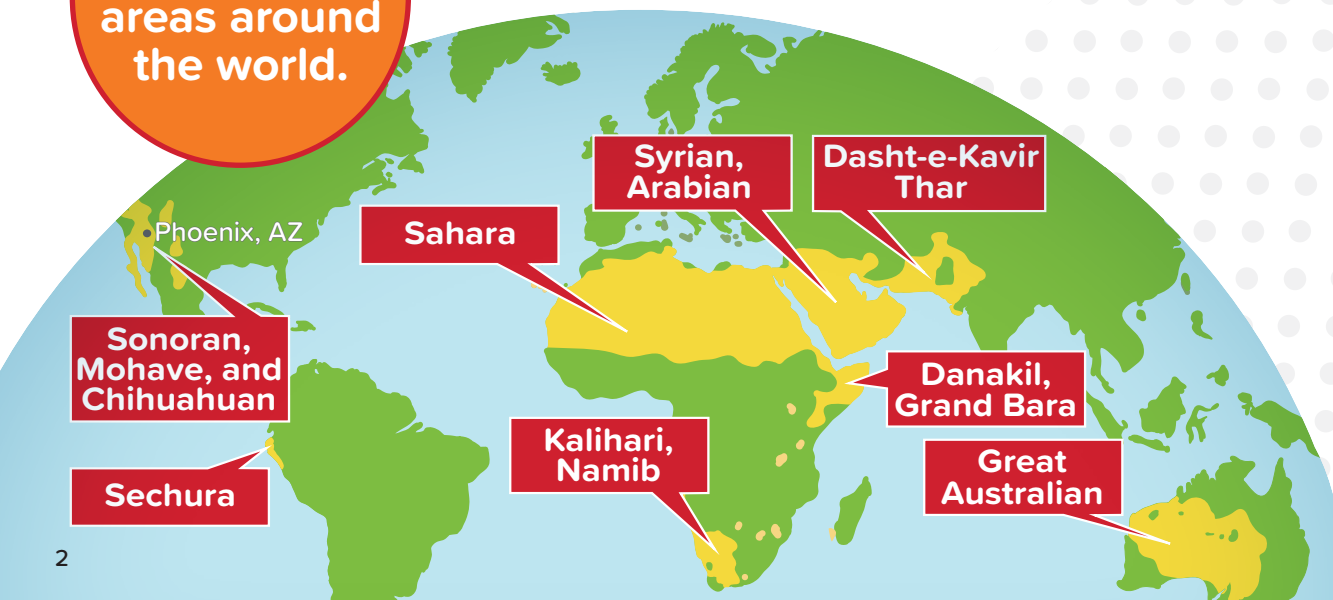 areas around
the world.
Syrian,
Arabian
Dasht-e-Kavir
Thar
Phoenix, AZ
Sahara
Sonoran,
Mohave, and
Chihuahuan
Danakil,
Grand Bara
Kalihari,
Namib
Great
Australian
Sechura
2